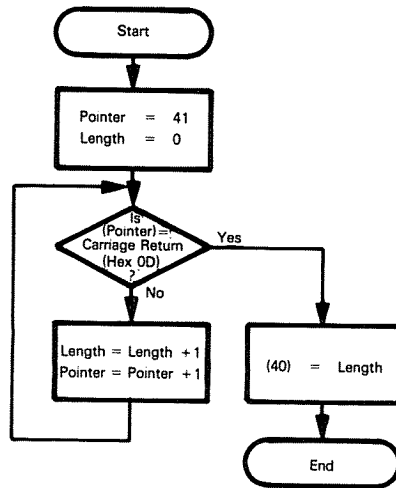 Start
Pointer = 41
Length = 0
Is
(Pointer)=
Carriage Return
(Hex 0D)
?
Yes
No
Length = Length +1
Pointer = Pointer +1
(40) = Length
End